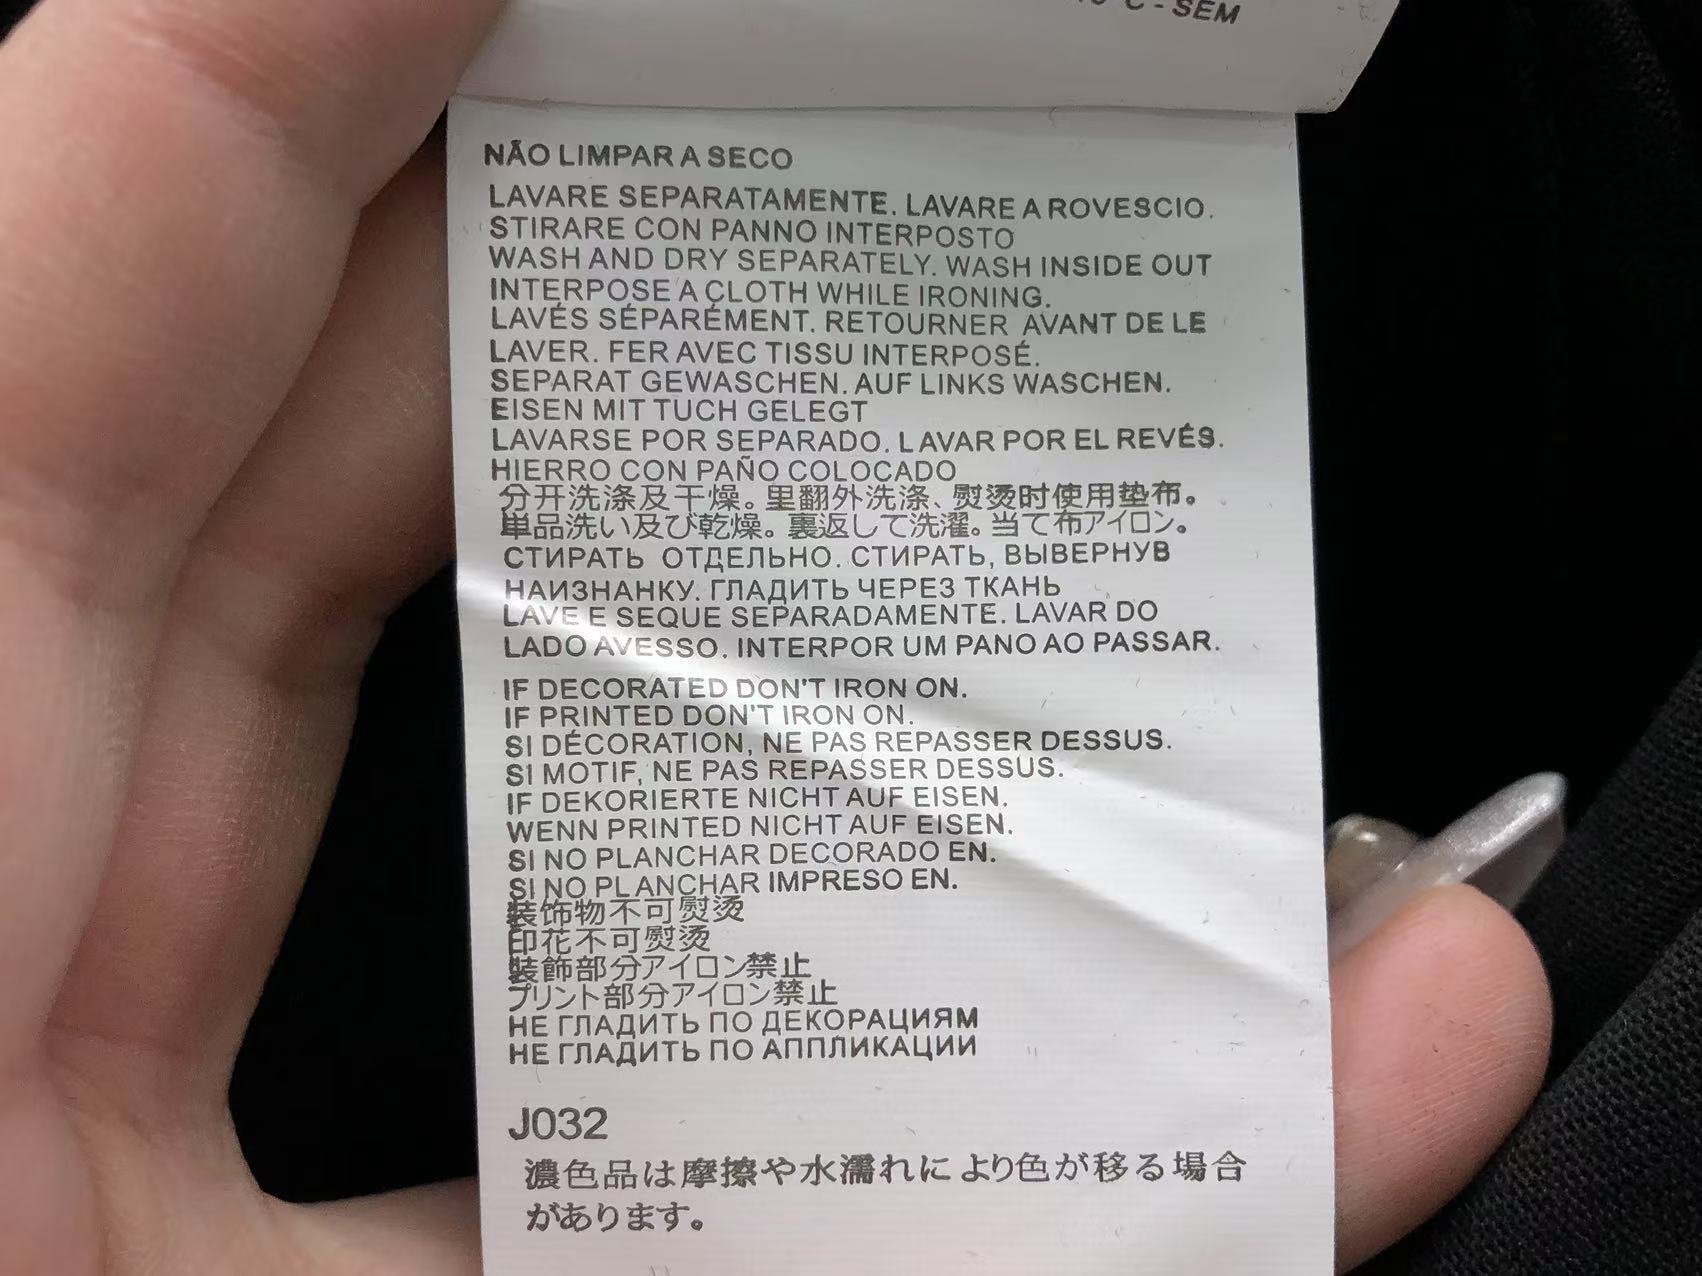 °C - SEM
NÃO LIMPAR A SECO
LAVARE SEPARATAMENTE. LAVARE A ROVESCIO.
STIRARE CON PANNO INTERPOSTO
WASH AND DRY SEPARATELY. WASH INSIDE OUT
INTERPOSE A CLOTH WHILE IRONING.
LAVÉS SÉPARÉMENT. RETOURNER AVANT DE LE
LAVER. FER AVEC TISSU INTERPOSÉ.
SEPARAT GEWASCHEN. AUF LINKS WASCHEN.
EISEN MIT TUCH GELEGT
LAVARSE POR SEPARADO. LAVAR POR EL REVÉS.
HIERRO CON PAÑO COLOCADO
分开洗涤及干燥。里翻外洗涤、熨烫时使用垫布。
単品洗い及び乾燥。裏返して洗濯。当て布アイロン。
СТИРАТЬ ОТДЕЛЬНО. СТИРАТЬ, ВЫВЕРНУВ
НАИЗНАНКУ. ГЛАДИТЬ ЧЕРЕЗ ТКАНЬ
LAVE E SEQUE SEPARADAMENTE. LAVAR DO
LADO AVESSO. INTERPOR UM PANO AO PASSAR.
IF DECORATED DON'T IRON ON.
IF PRINTED DON'T IRON ON.
SI DÉCORATION, NE PAS REPASSER DESSUS.
SI MOTIF, NE PAS REPASSER DESSUS.
IF DEKORIERTE NICHT AUF EISEN.
WENN PRINTED NICHT AUF EISEN.
SI NO PLANCHAR DECORADO EN.
SI NO PLANCHAR IMPRESO EN.
装饰物不可熨烫
印花不可熨烫
装飾部分アイロン禁止
プリント部分アイロン禁止
НЕ ГЛАДИТЬ ПО ДЕКОРАЦИЯМ
НЕ ГЛАДИТЬ ПО АППЛИКАЦИИ
J032
濃色品は摩擦や水濡れにより色が移る場合
があります。